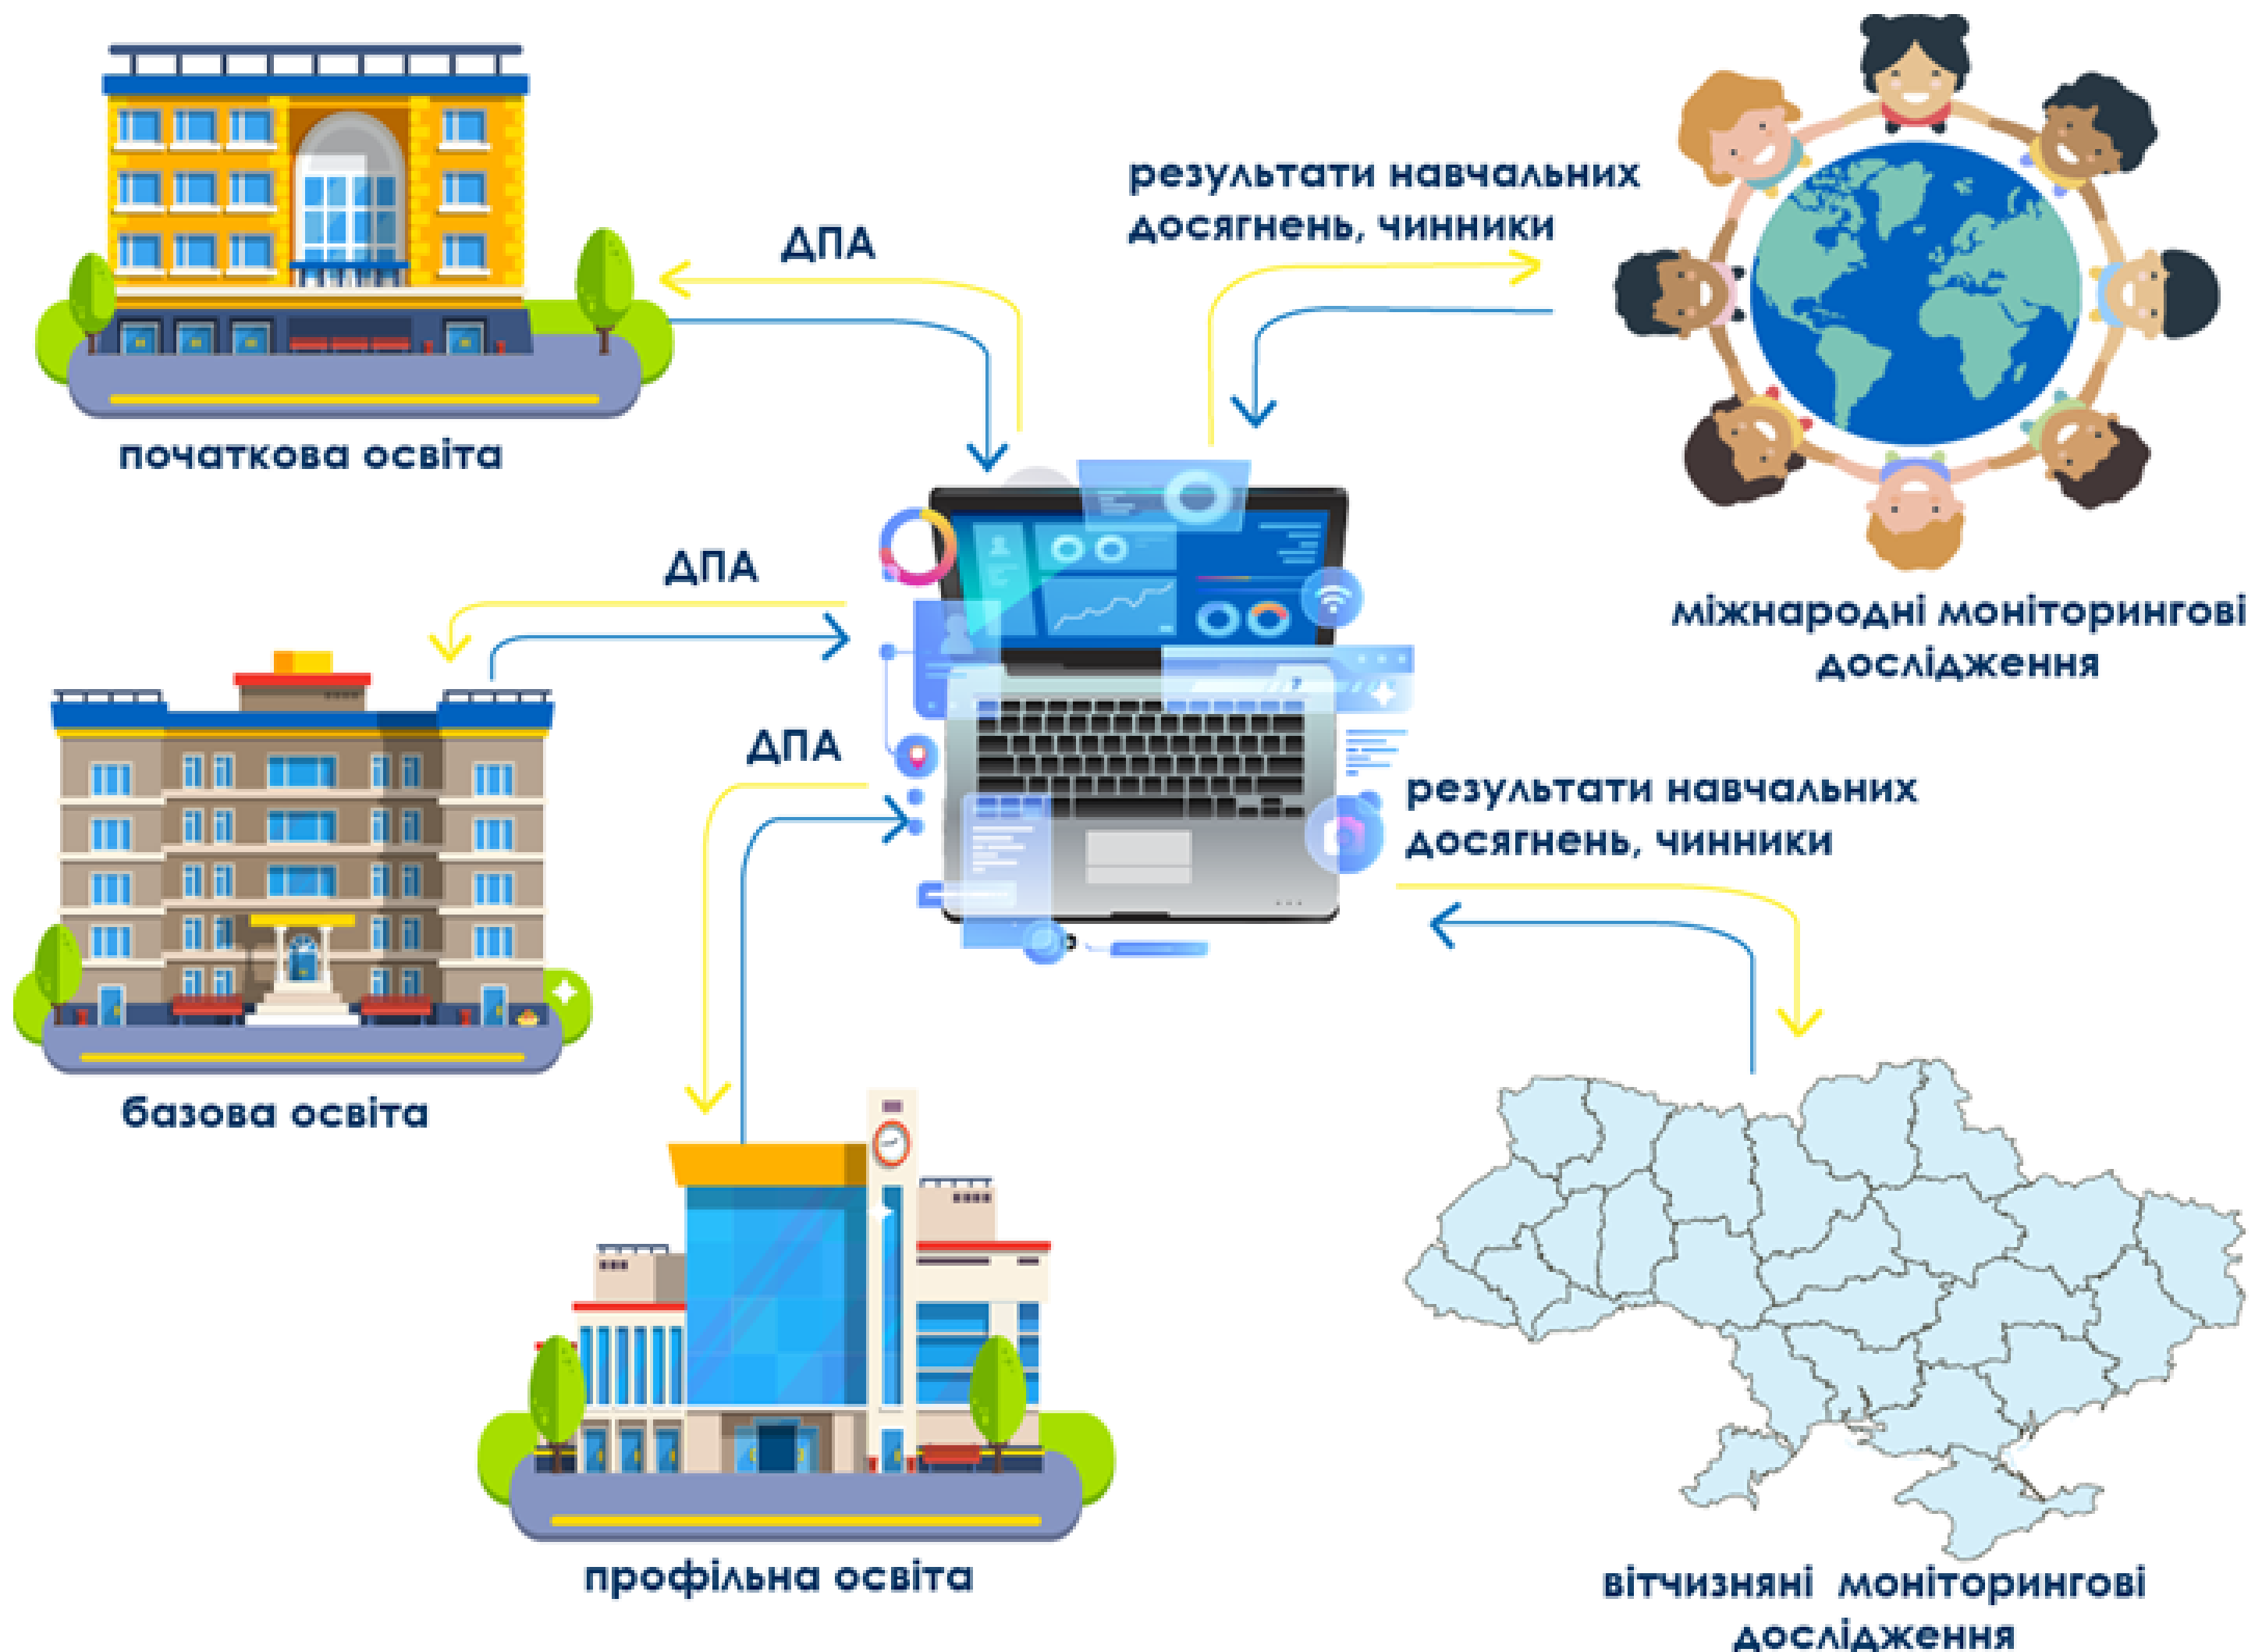 ДПА
результати навчальних
досягнень, чинники
початкова освіта
міжнародні моніторингові
дослідження
ДПА
базова освіта
ДПА
результати навчальних
досягнень, чинники
профільна освіта
вітчизняні моніторингові
дослідження